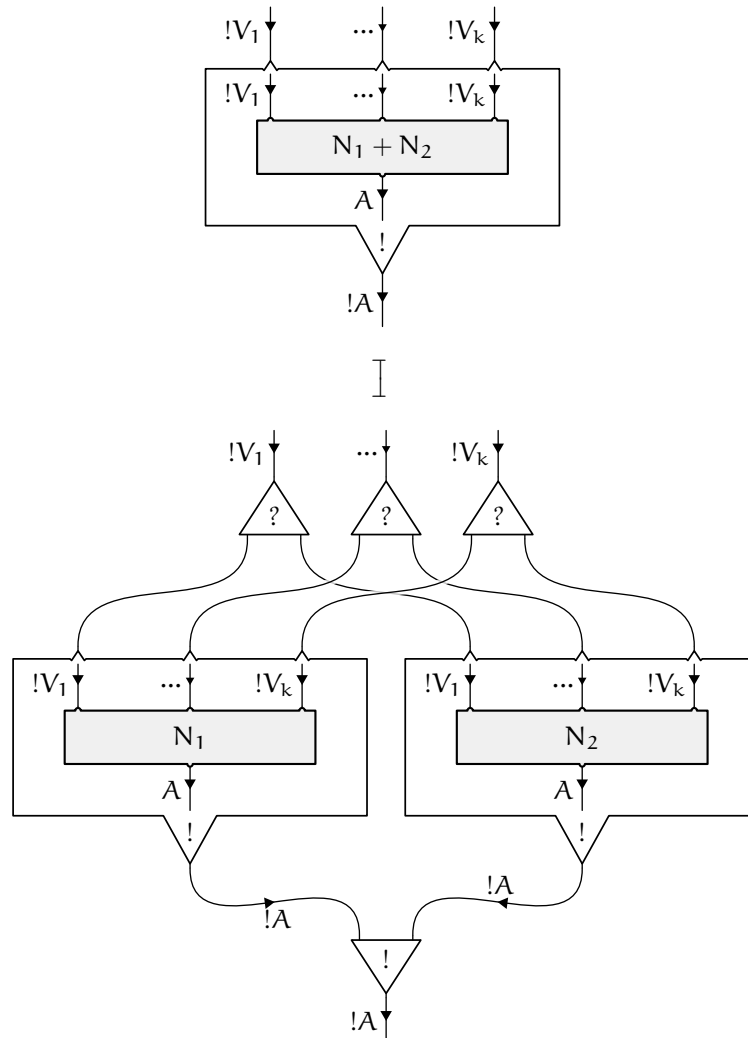 !V₁ ... !Vₖ
!V₁ ... !Vₖ
N₁ + N₂
A
!
!A
!V₁ ... !Vₖ
? ? ?
!V₁ ... !Vₖ !V₁ ... !Vₖ
N₁ N₂
A A
! !
!A !A
!
!A